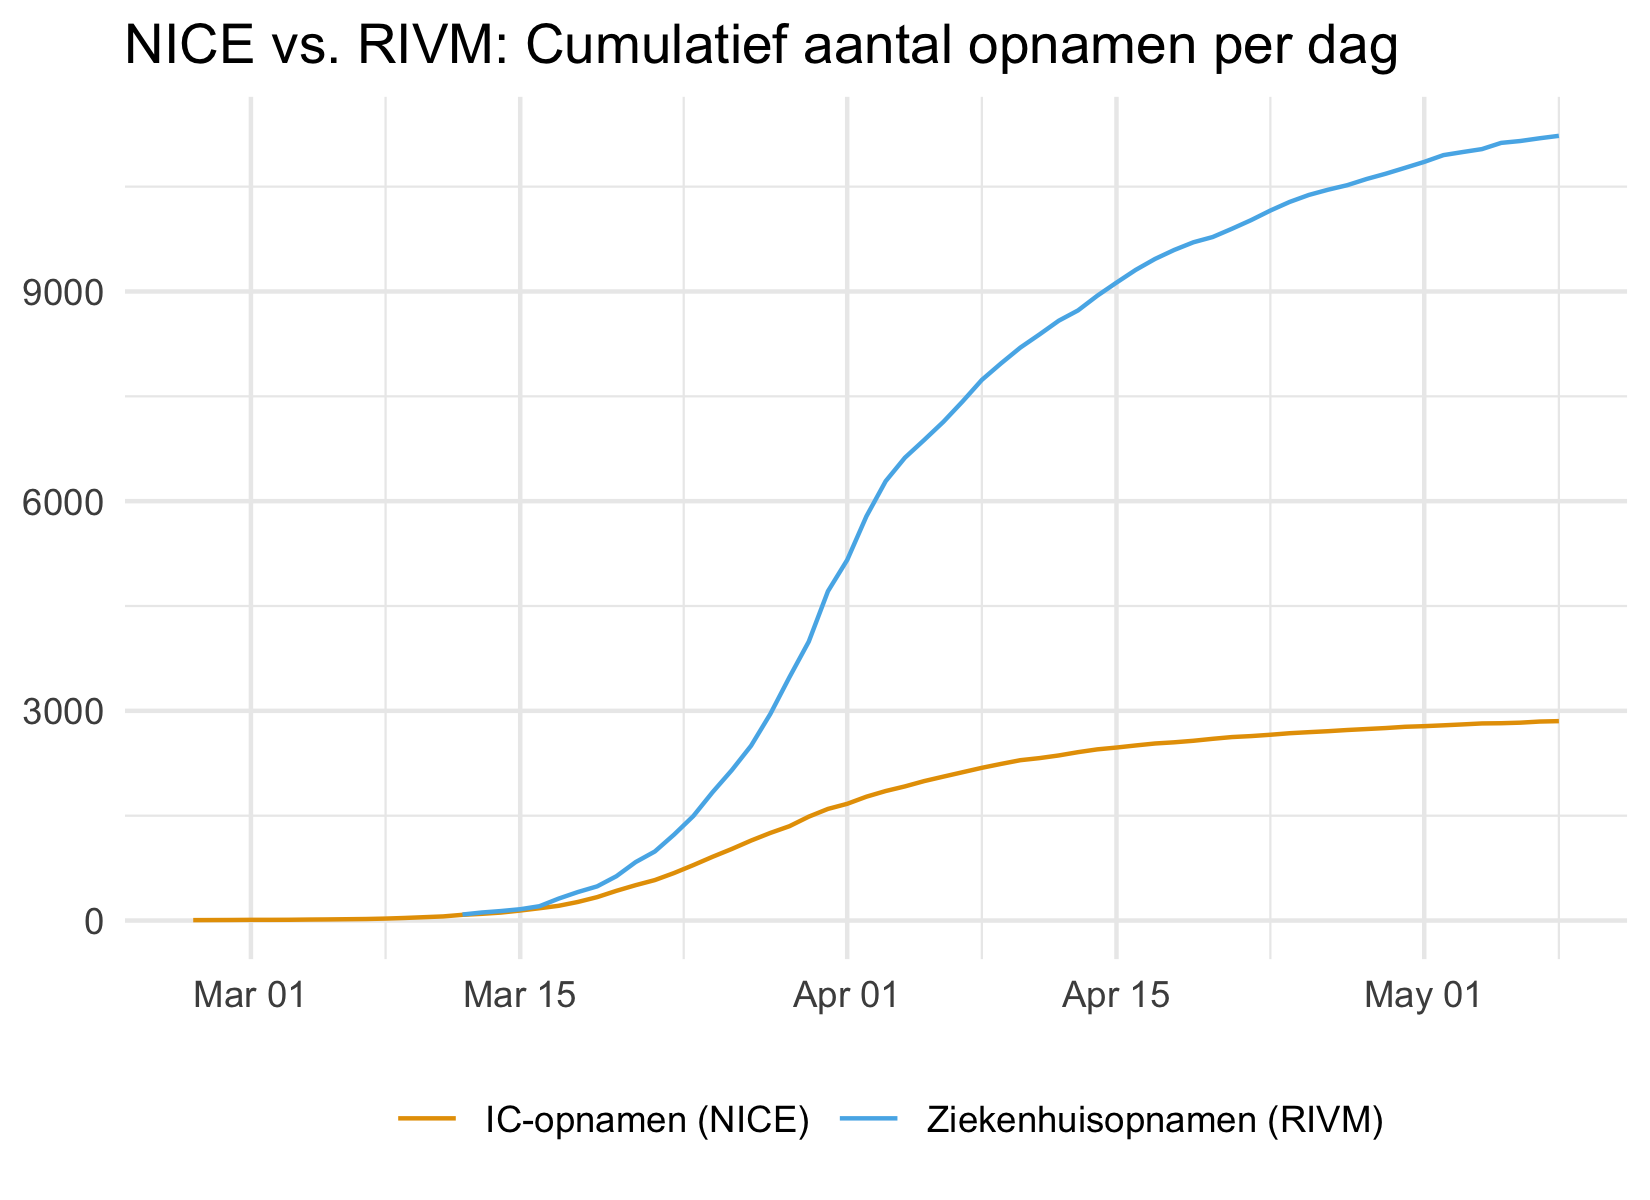 NICE vs. RIVM: Cumulatief aantal opnamen per dag
9000
6000
3000
0
Mar 01 Mar 15 Apr 01 Apr 15 May 01
IC-opnamen (NICE) Ziekenhuisopnamen (RIVM)